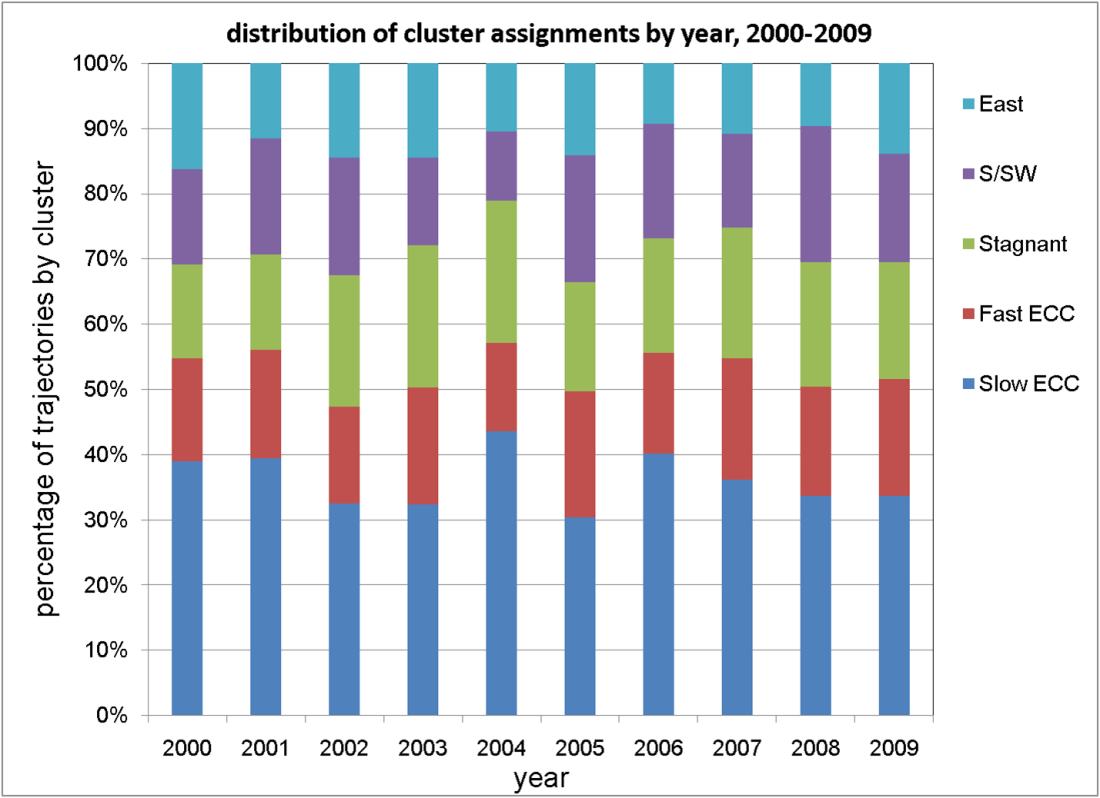 distribution of cluster assignments by year, 2000-2009
100%
90%
80%
70%
60%
50%
40%
30%
20%
10%
0%
percentage of trajectories by cluster
2000 2001 2002 2003 2004 2005 2006 2007 2008 2009
year
East
S/SW
Stagnant
Fast ECC
Slow ECC